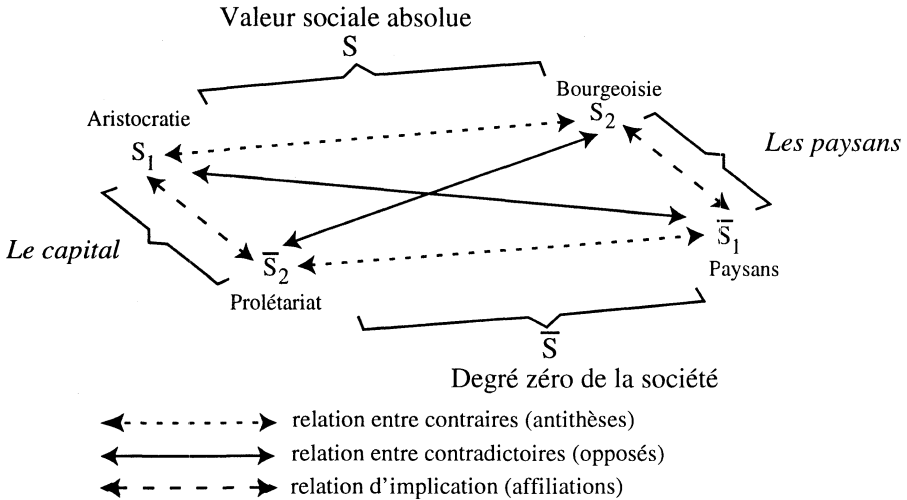 Valeur sociale absolue
S
Bourgeoisie
S2
Aristocratie
S1
Les paysans
Le capital
S̅2
Prolétariat
S̅1
Paysans
S̅
Degré zéro de la société
relation entre contraires (antithèses)
relation entre contradictoires (opposés)
relation d'implication (affiliations)